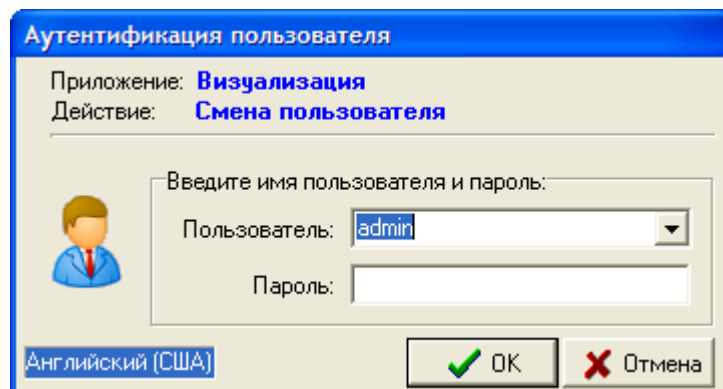 Аутентификация пользователя
Приложение: Визуализация
Действие: Смена пользователя
Введите имя пользователя и пароль:
Пользователь: admin
Пароль:
Английский (США) OK Отмена